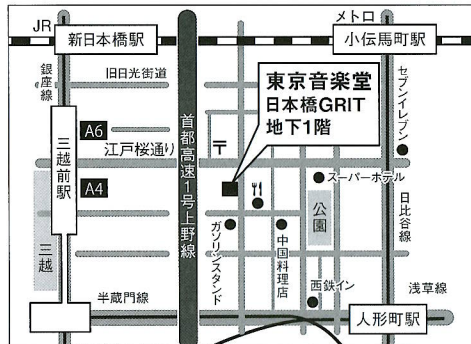 JR
メトロ
新日本橋駅
小伝馬町駅
銀座線
旧日光街道
東京音楽堂
日本橋GRIT
地下1階
セブンイレブン
A6
江戸桜通り
〒
首都高速1号上野線
三越前駅
A4
スーパーホテル
公園
日比谷線
三越
ガソリンスタンド
中国料理店
西鉄イン
半蔵門線
浅草線
人形町駅